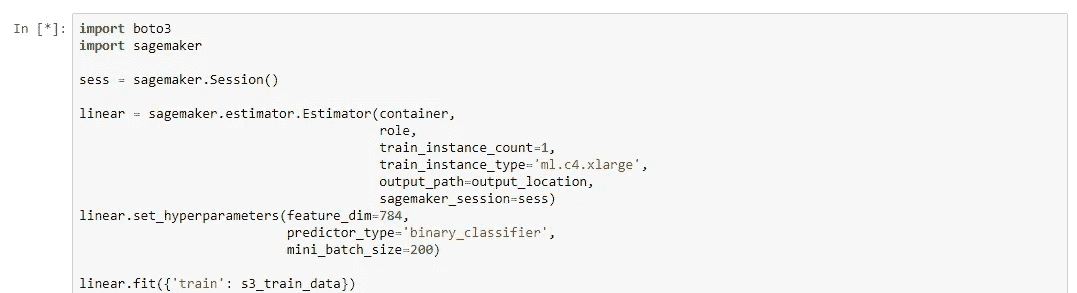 In [*]: import boto3
import sagemaker
sess = sagemaker.Session()
linear = sagemaker.estimator.Estimator(container,
role,
train_instance_count=1,
train_instance_type='ml.c4.xlarge',
output_path=output_location,
sagemaker_session=sess)
linear.set_hyperparameters(feature_dim=784,
predictor_type='binary_classifier',
mini_batch_size=200)
linear.fit({'train': s3_train_data})